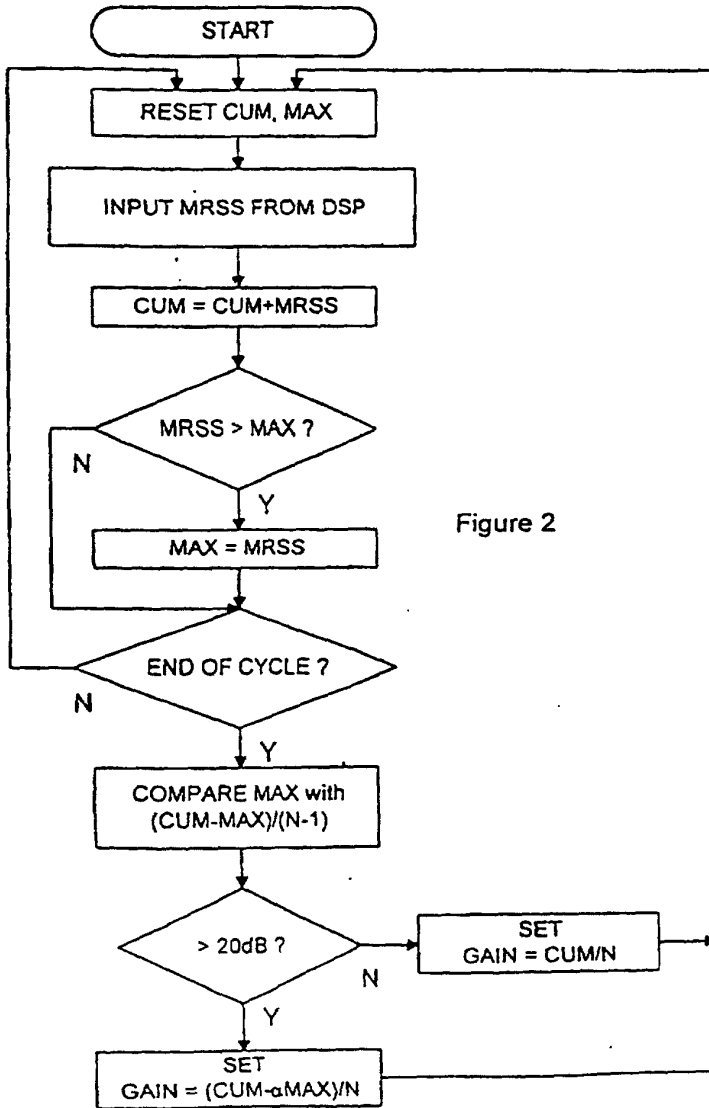 START
RESET CUM, MAX
INPUT MRSS FROM DSP
CUM = CUM+MRSS
MRSS > MAX ?
N
Y
Figure 2
MAX = MRSS
END OF CYCLE ?
N
Y
COMPARE MAX with
(CUM-MAX)/(N-1)
> 20dB ?
N
SET
GAIN = CUM/N
Y
SET
GAIN = (CUM-αMAX)/N